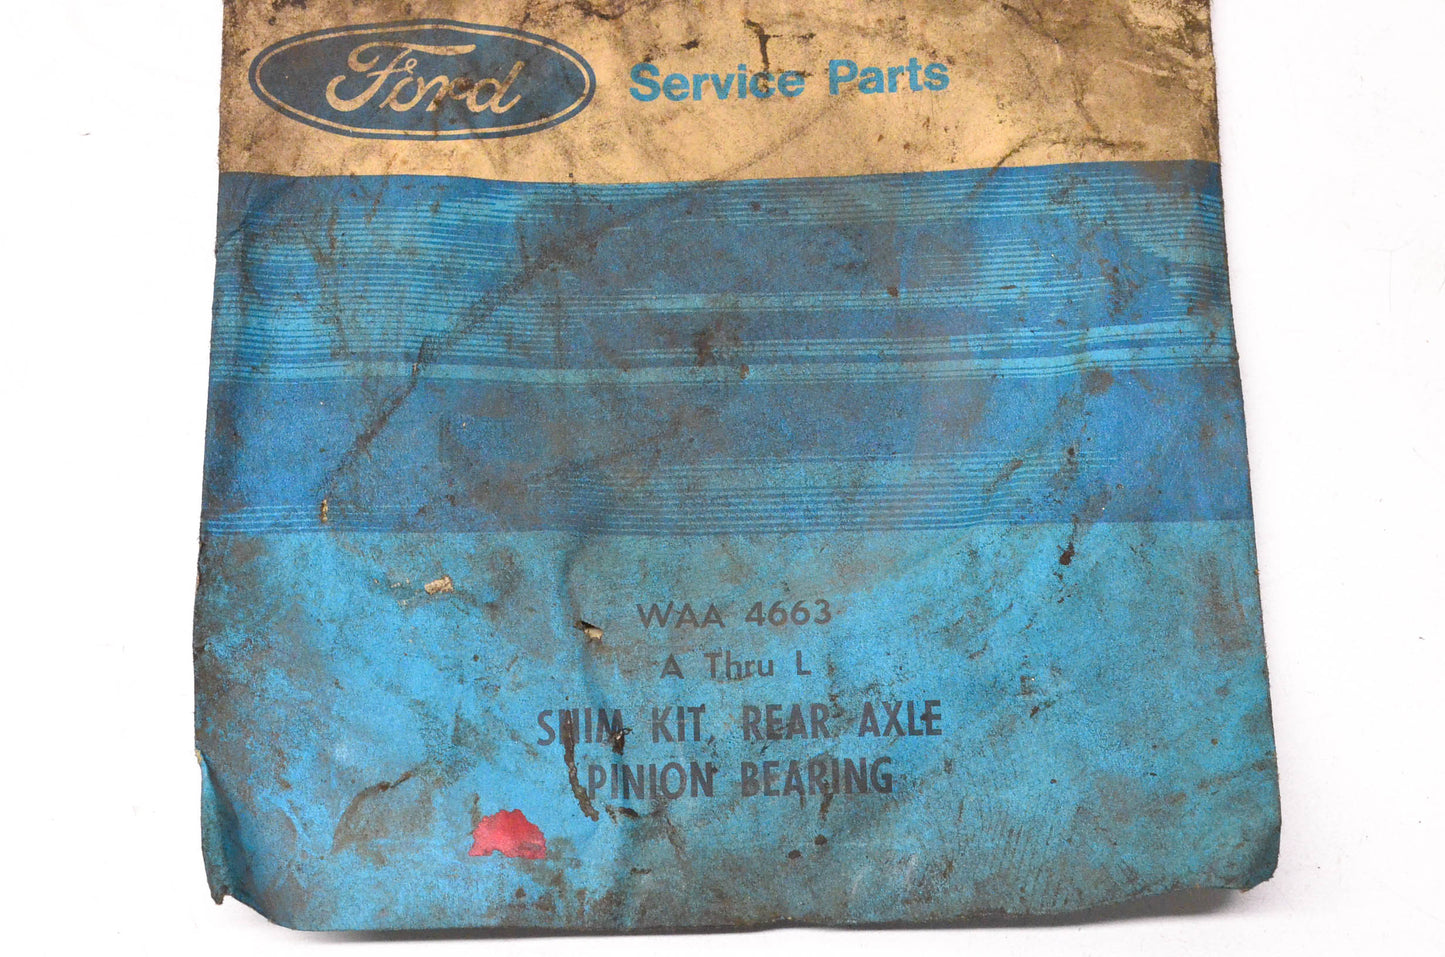 Ford Service Parts
WAA 4663
A Thru L
SHIM KIT, REAR AXLE
PINION BEARING